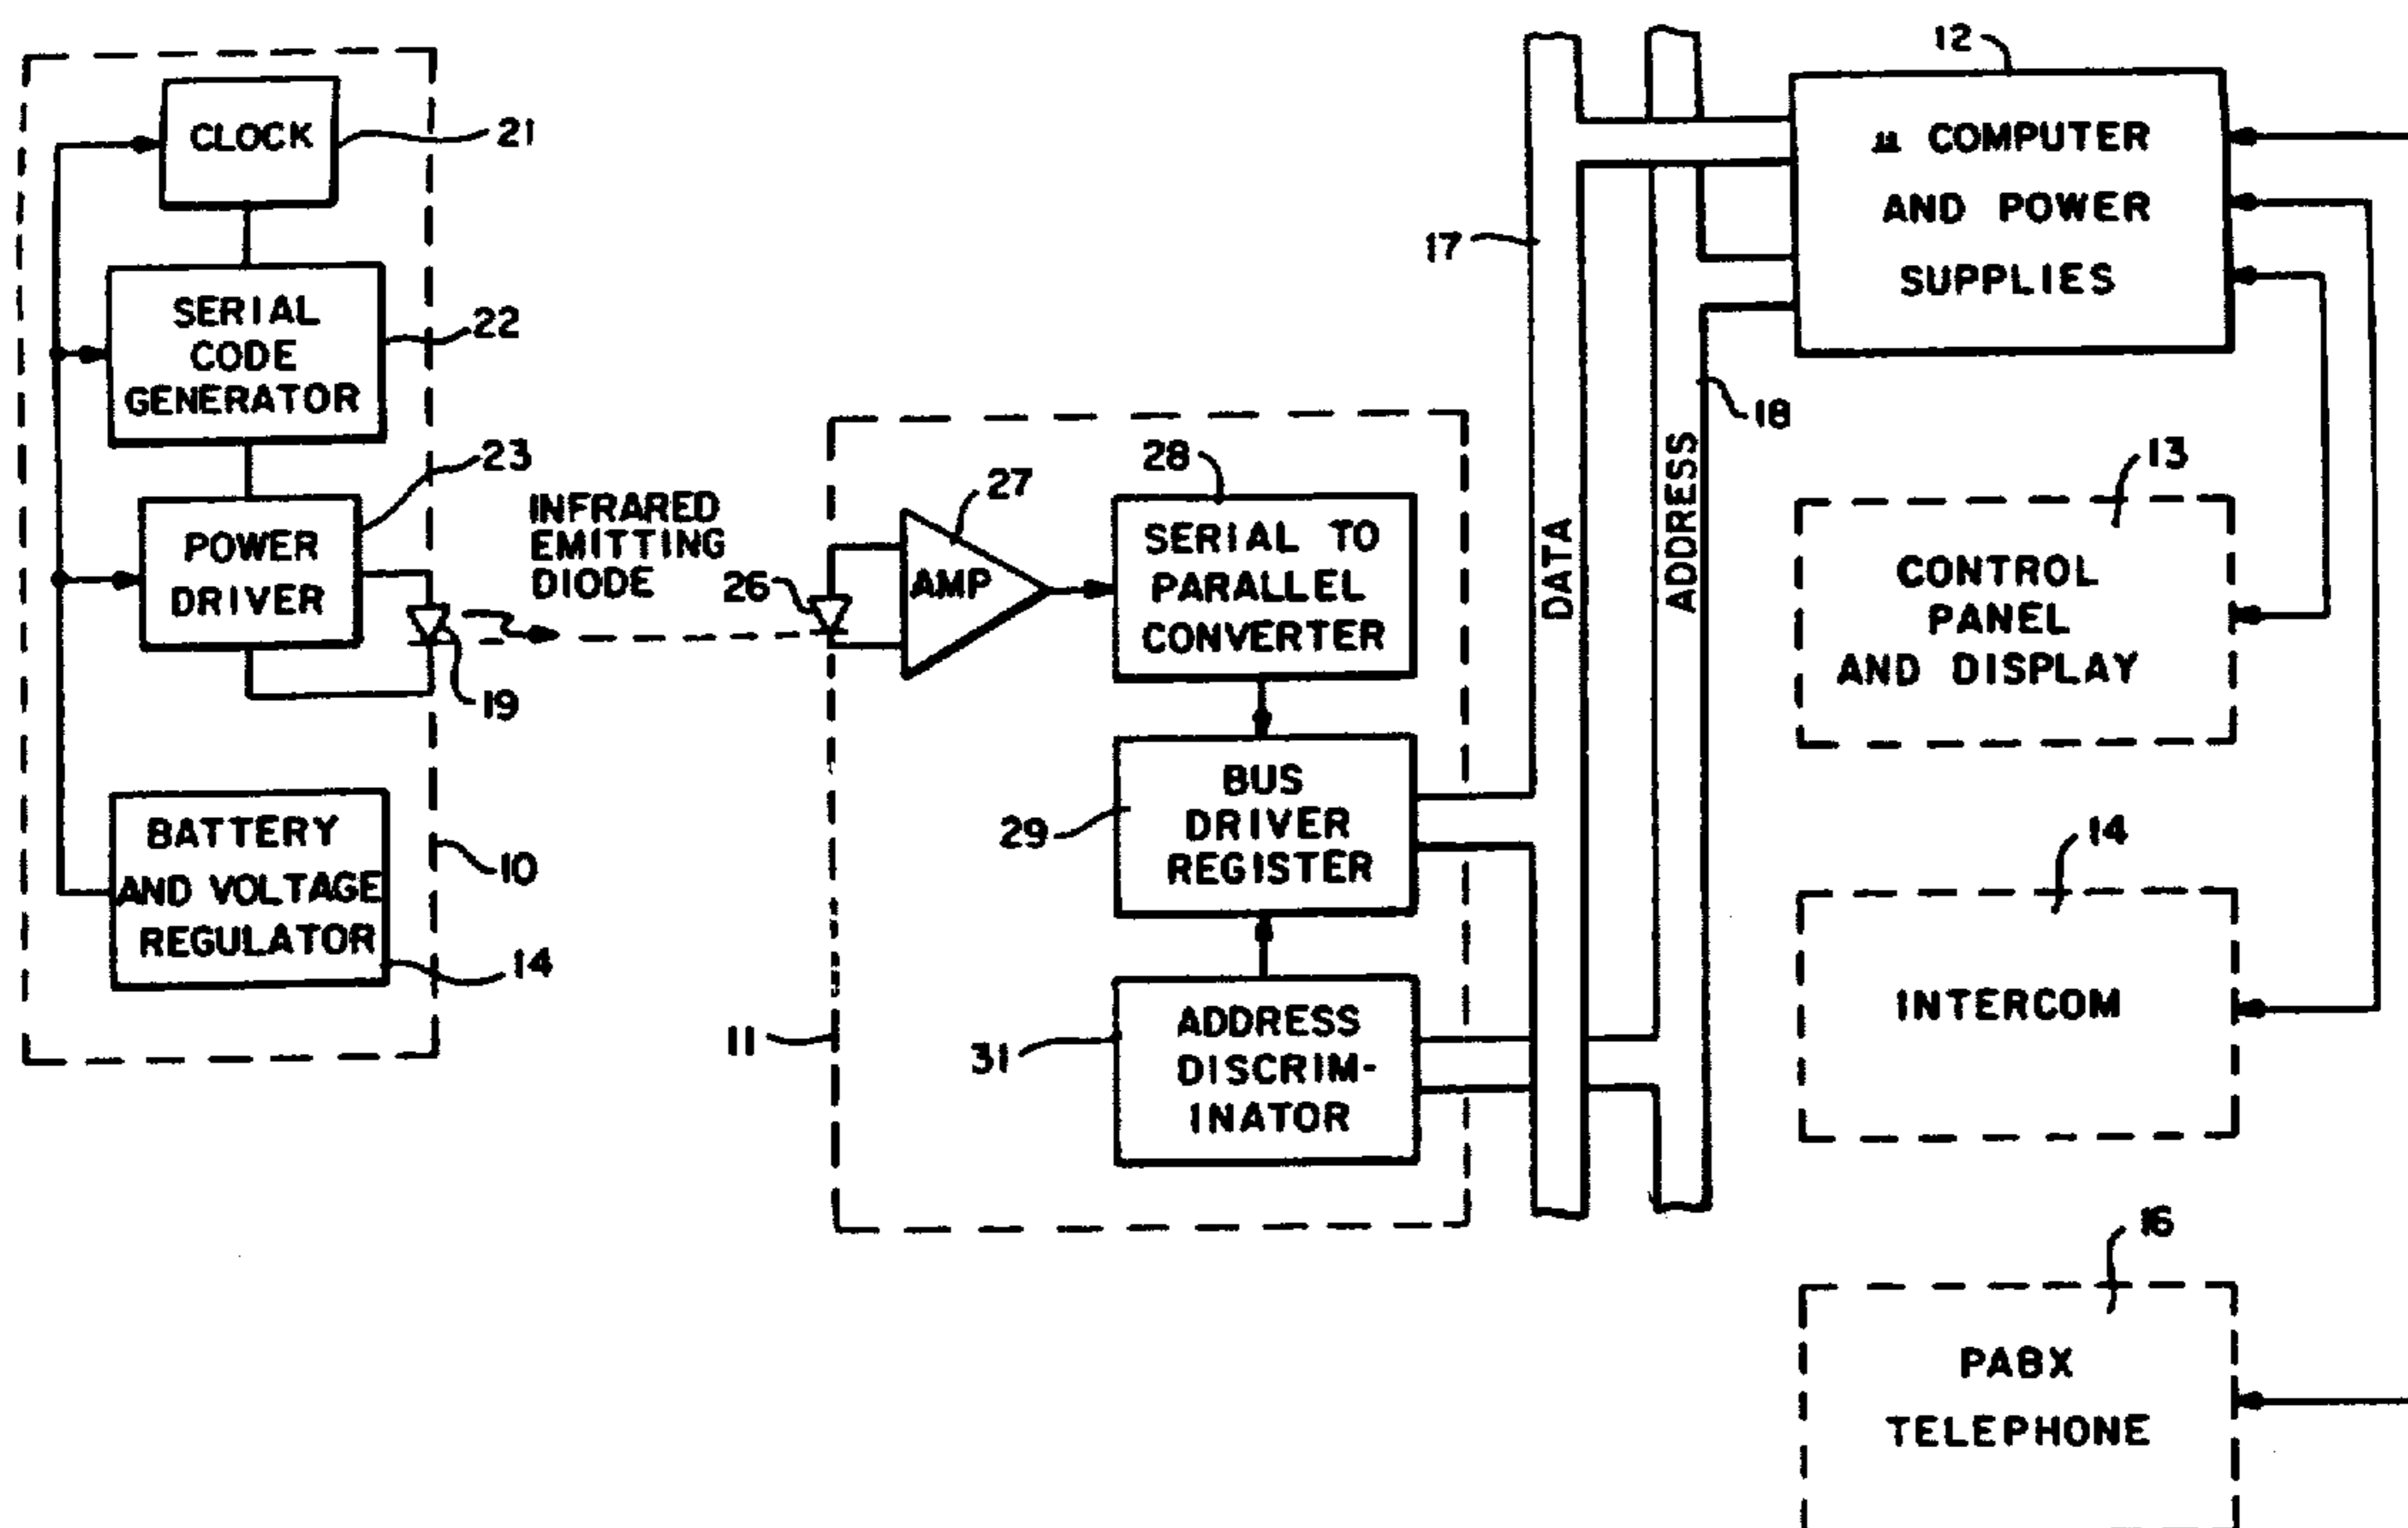 CLOCK
21
SERIAL
CODE
GENERATOR
22
POWER
DRIVER
23
19
BATTERY
AND VOLTAGE
REGULATOR
14
10
INFRARED
EMITTING
DIODE
26
27
AMP
28
SERIAL TO
PARALLEL
CONVERTER
BUS
DRIVER
REGISTER
29
ADDRESS
DISCRIM-
INATOR
31
11
17
DATA
ADDRESS
18
12
µ COMPUTER
AND POWER
SUPPLIES
13
CONTROL
PANEL
AND DISPLAY
14
INTERCOM
16
PABX
TELEPHONE